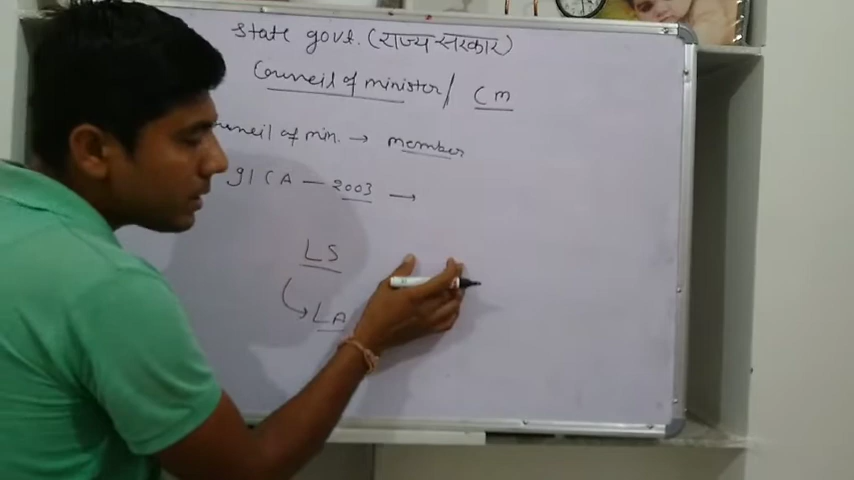 State govt. (राज्य सरकार)
Council of minister / CM
uncil of min. → member
91 CA — 2003 →
LS
LA